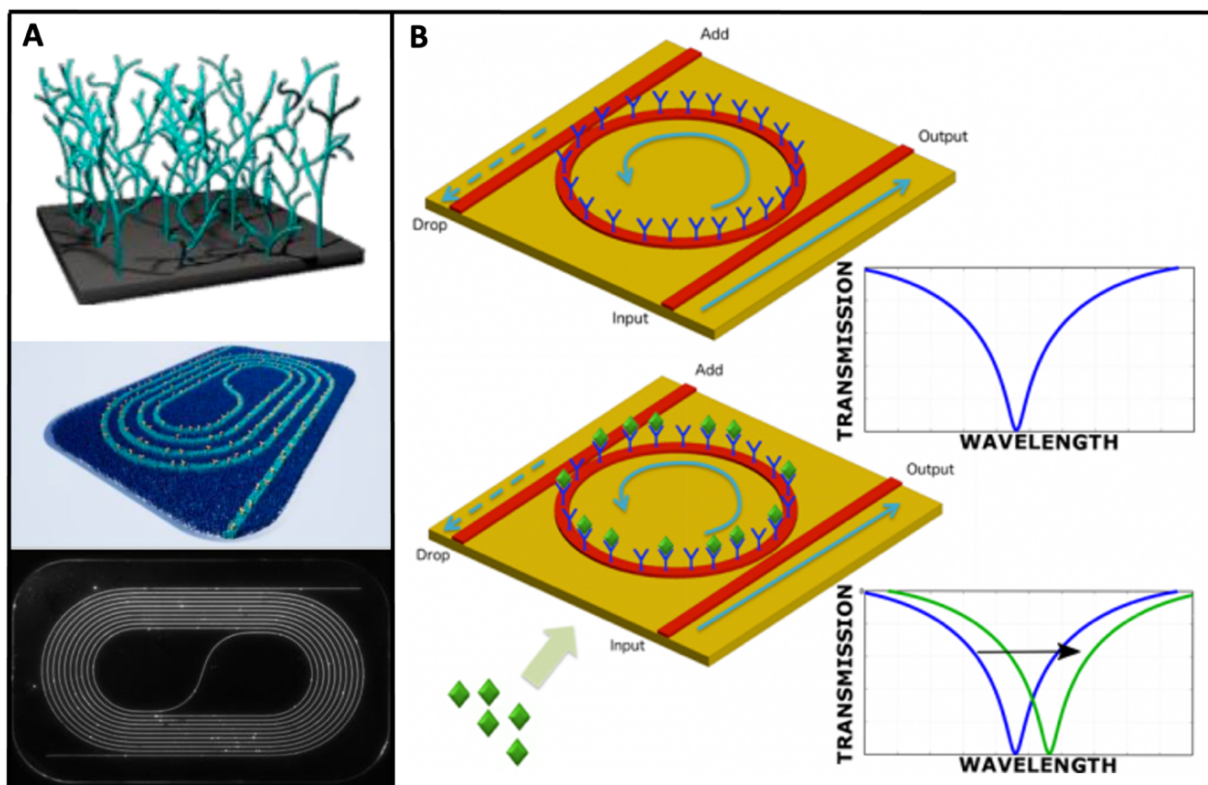 A
B
Add
Output
Drop
Input
TRANSMISSION
WAVELENGTH
Add
Output
Drop
Input
TRANSMISSION
WAVELENGTH